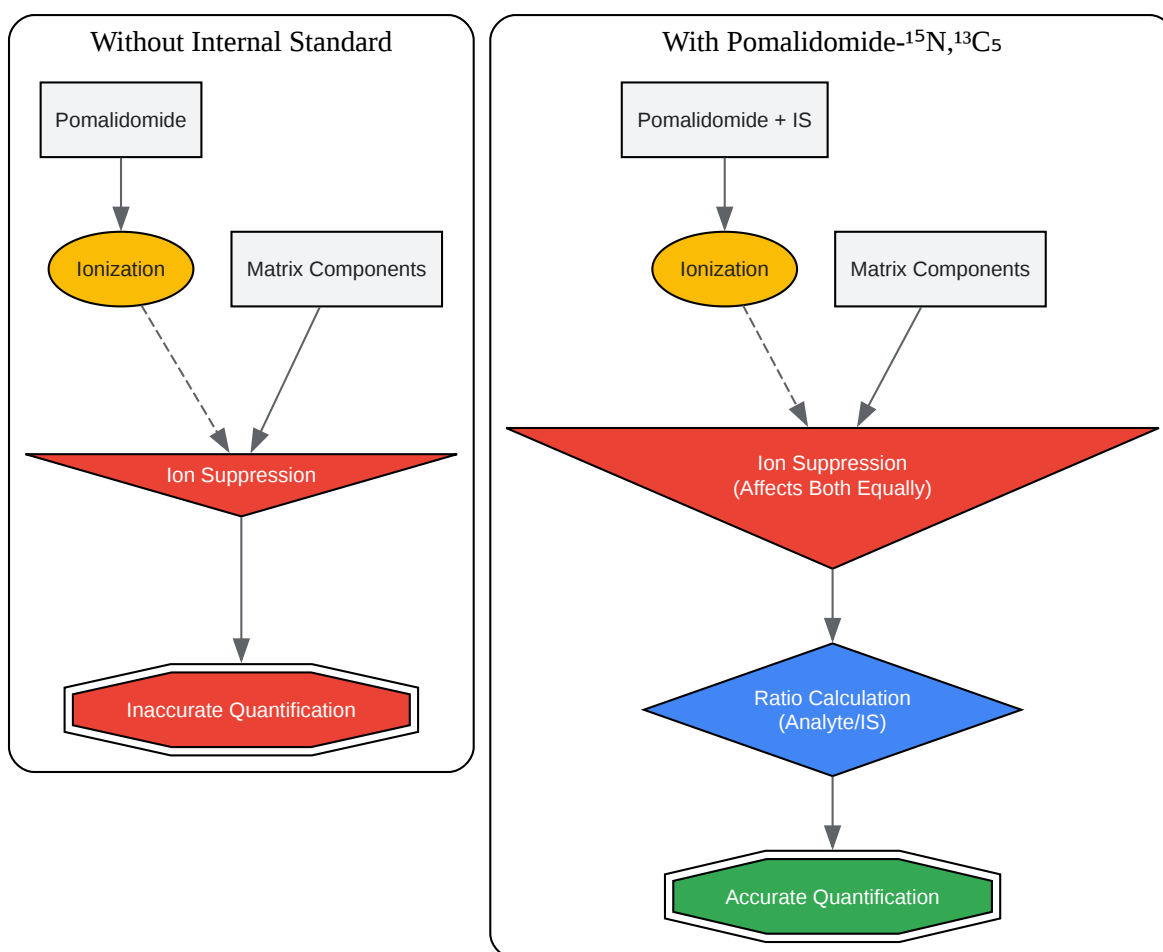 Without Internal Standard
Pomalidomide
Ionization
Matrix Components
Ion Suppression
Inaccurate Quantification
With Pomalidomide-¹⁵N,¹³C₅
Pomalidomide + IS
Ionization
Matrix Components
Ion Suppression
(Affects Both Equally)
Ratio Calculation
(Analyte/IS)
Accurate Quantification